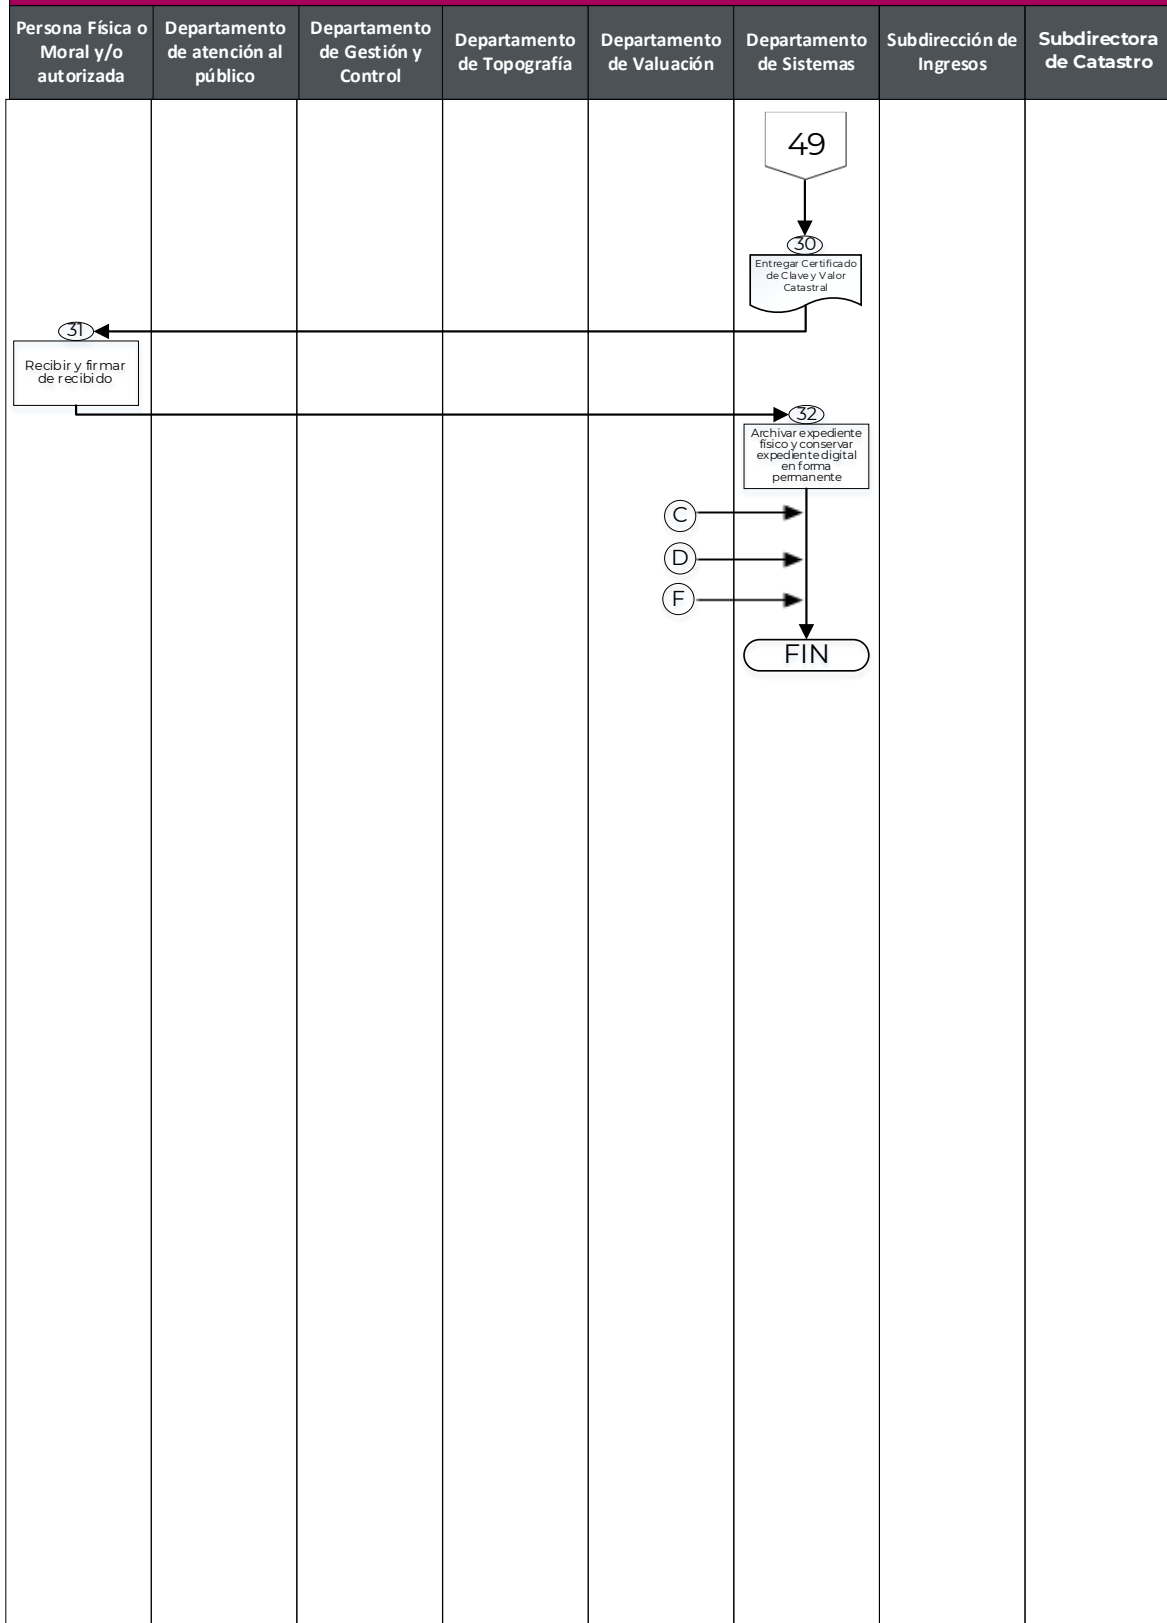 Persona Física o
Moral y/o
autorizada
Departamento
de atención al
público
Departamento
de Gestión y
Control
Departamento
de Topografía
Departamento
de Valuación
Departamento
de Sistemas
Subdirección de
Ingresos
Subdirectora
de Catastro
49
30
Entregar Certificado
de Clave y Valor
Catastral
31
Recibir y firmar
de recibido
32
Archivar expediente
físico y conservar
expediente digital
en forma
permanente
C
D
F
FIN